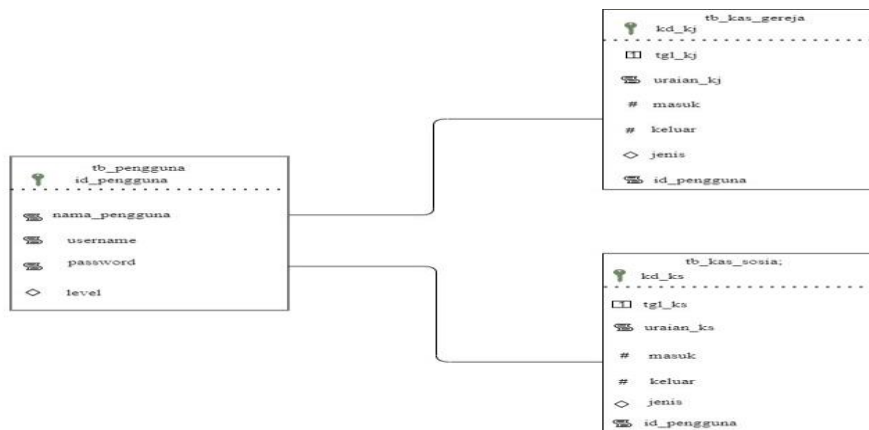 tb_pengguna
id_pengguna
nama_pengguna
username
password
level
tb_kas_gereja
kd_kj
tgl_kj
uraian_kj
# masuk
# keluar
jenis
id_pengguna
tb_kas_sosia;
kd_ks
tgl_ks
uraian_ks
# masuk
# keluar
jenis
id_pengguna